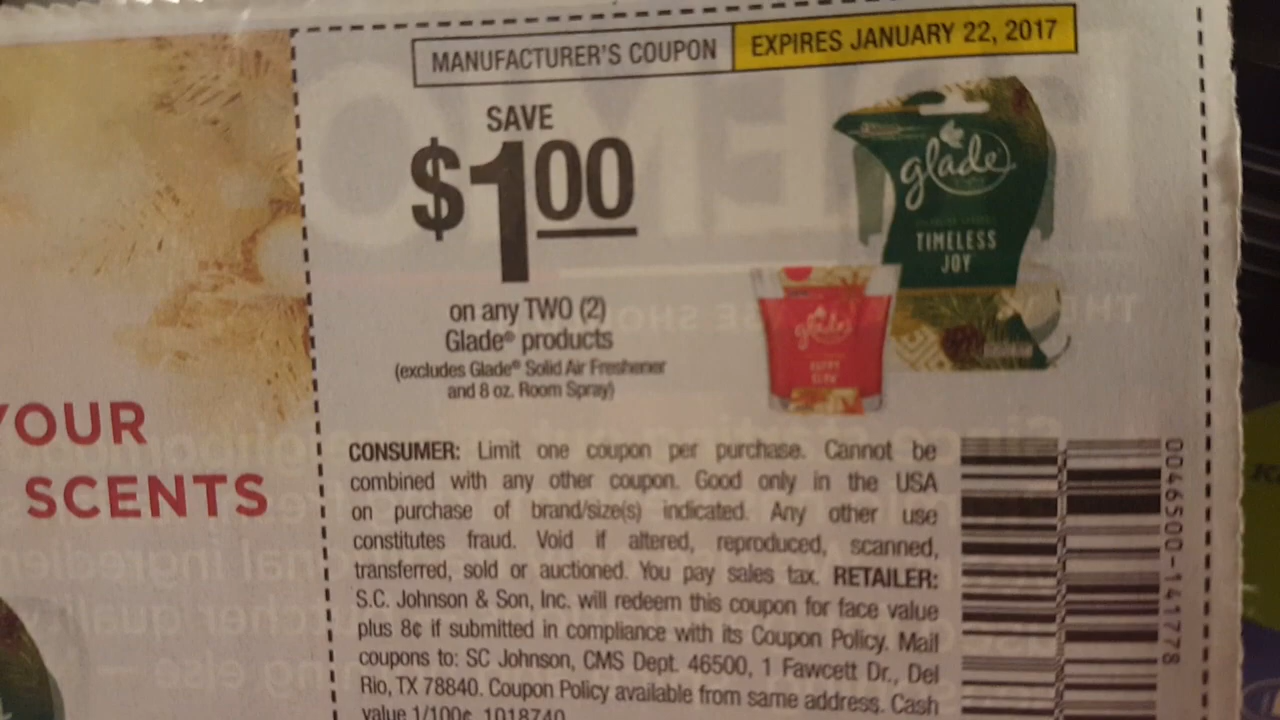 MANUFACTURER'S COUPON EXPIRES JANUARY 22, 2017
SAVE
$1.00
on any TWO (2)
Glade® products
(excludes Glade® Solid Air Freshener
and 8 oz. Room Spray)
glade
TIMELESS
JOY
glade
YOUR
SCENTS
CONSUMER: Limit one coupon per purchase. Cannot be
combined with any other coupon. Good only in the USA
on purchase of brand/size(s) indicated. Any other use
constitutes fraud. Void if altered, reproduced, scanned,
transferred, sold or auctioned. You pay sales tax. RETAILER:
S.C. Johnson & Son, Inc. will redeem this coupon for face value
plus 8¢ if submitted in compliance with its Coupon Policy. Mail
coupons to: SC Johnson, CMS Dept. 46500, 1 Fawcett Dr., Del
Rio, TX 78840. Coupon Policy available from same address. Cash
value 1/100¢. 1018740
0046500-141778